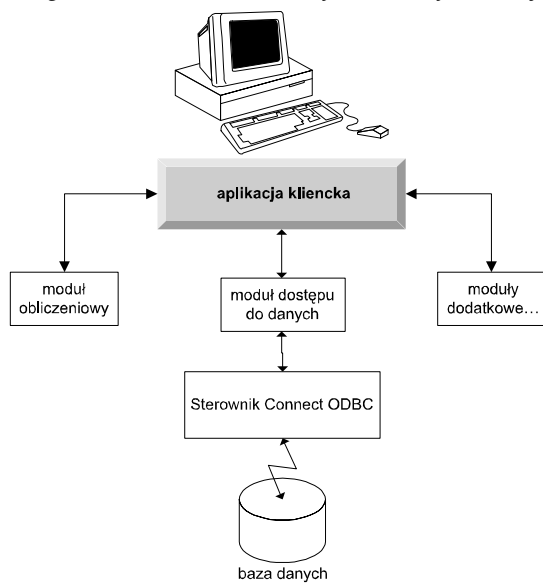 aplikacja kliencka
moduł
obliczeniowy
moduł dostępu
do danych
moduły
dodatkowe...
Sterownik Connect ODBC
baza danych